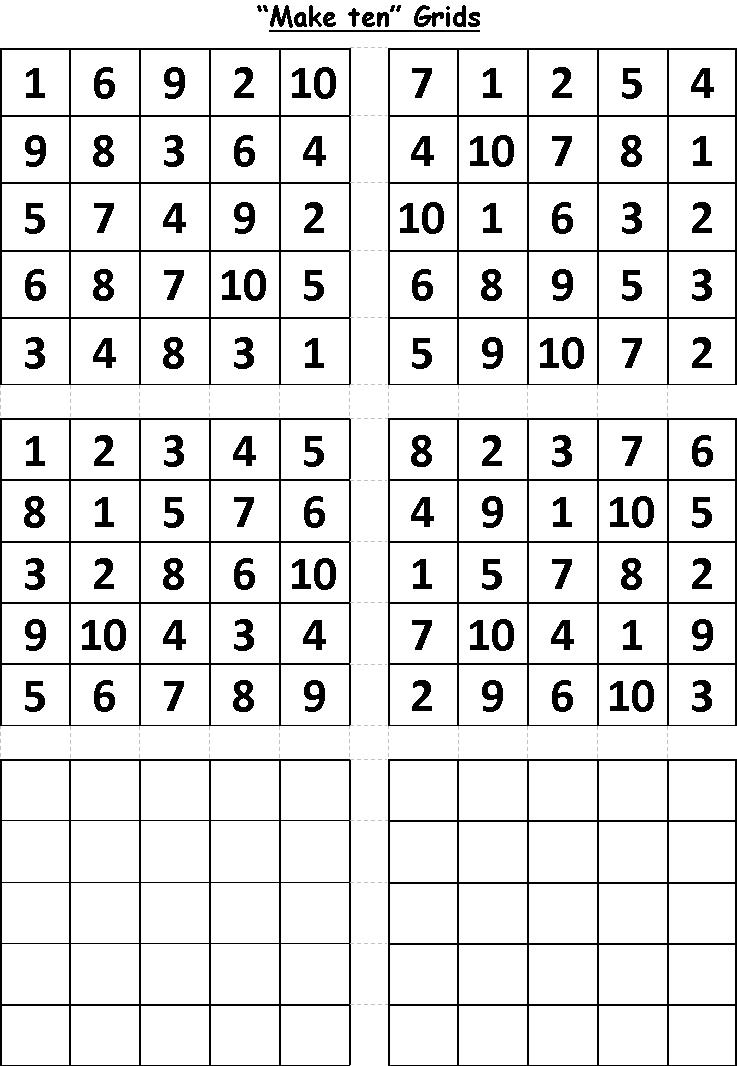 “Make ten” Grids
1 6 9 2 10 7 1 2 5 4
9 8 3 6 4 4 10 7 8 1
5 7 4 9 2 10 1 6 3 2
6 8 7 10 5 6 8 9 5 3
3 4 8 3 1 5 9 10 7 2
1 2 3 4 5 8 2 3 7 6
8 1 5 7 6 4 9 1 10 5
3 2 8 6 10 1 5 7 8 2
9 10 4 3 4 7 10 4 1 9
5 6 7 8 9 2 9 6 10 3